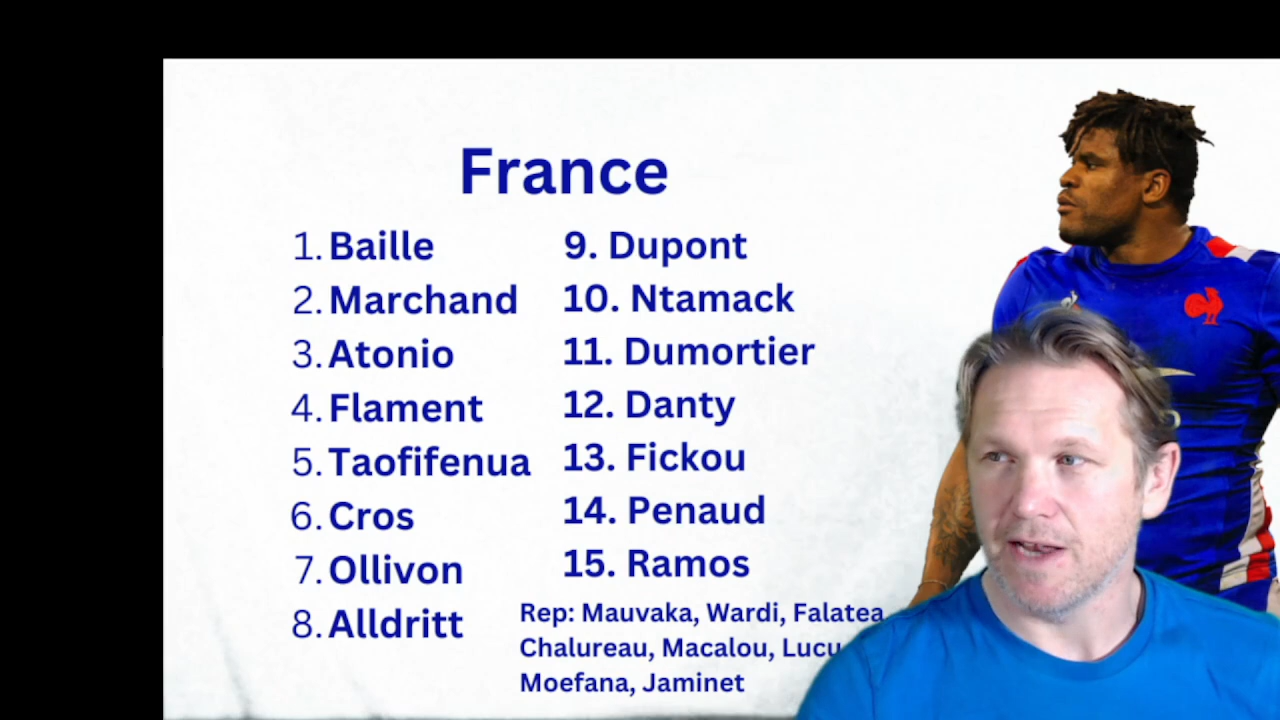 France
1. Baille
2. Marchand
3. Atonio
4. Flament
5. Taofifenua
6. Cros
7. Ollivon
8. Alldritt
9. Dupont
10. Ntamack
11. Dumortier
12. Danty
13. Fickou
14. Penaud
15. Ramos
Rep: Mauvaka, Wardi, Falatea
Chalureau, Macalou, Lucu
Moefana, Jaminet